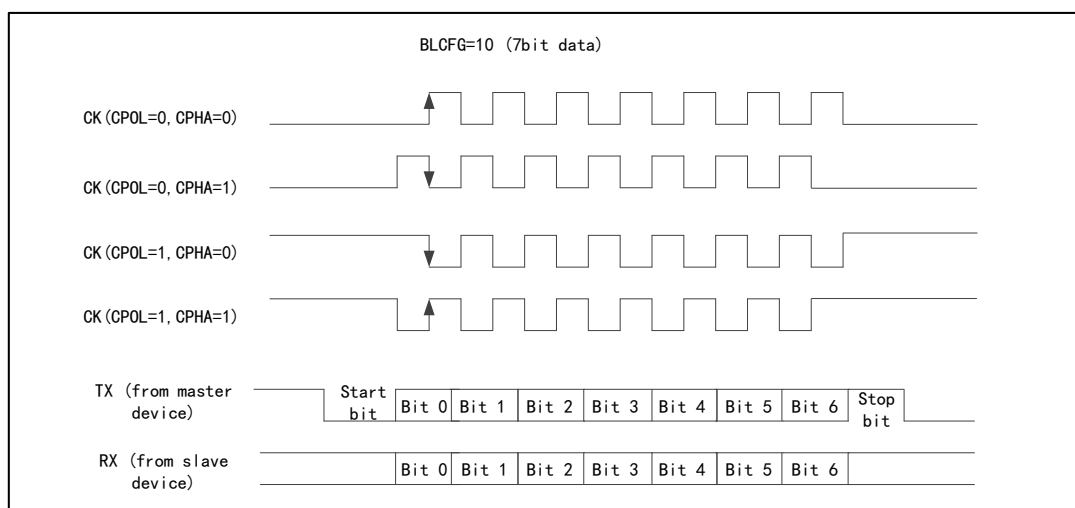 BLCFG=10 (7bit data)
CK(CPOL=0, CPHA=0)
CK(CPOL=0, CPHA=1)
CK(CPOL=1, CPHA=0)
CK(CPOL=1, CPHA=1)
TX (from master
device)
Start
bit
Bit 0 Bit 1 Bit 2 Bit 3 Bit 4 Bit 5 Bit 6
Stop
bit
RX (from slave
device)
Bit 0 Bit 1 Bit 2 Bit 3 Bit 4 Bit 5 Bit 6